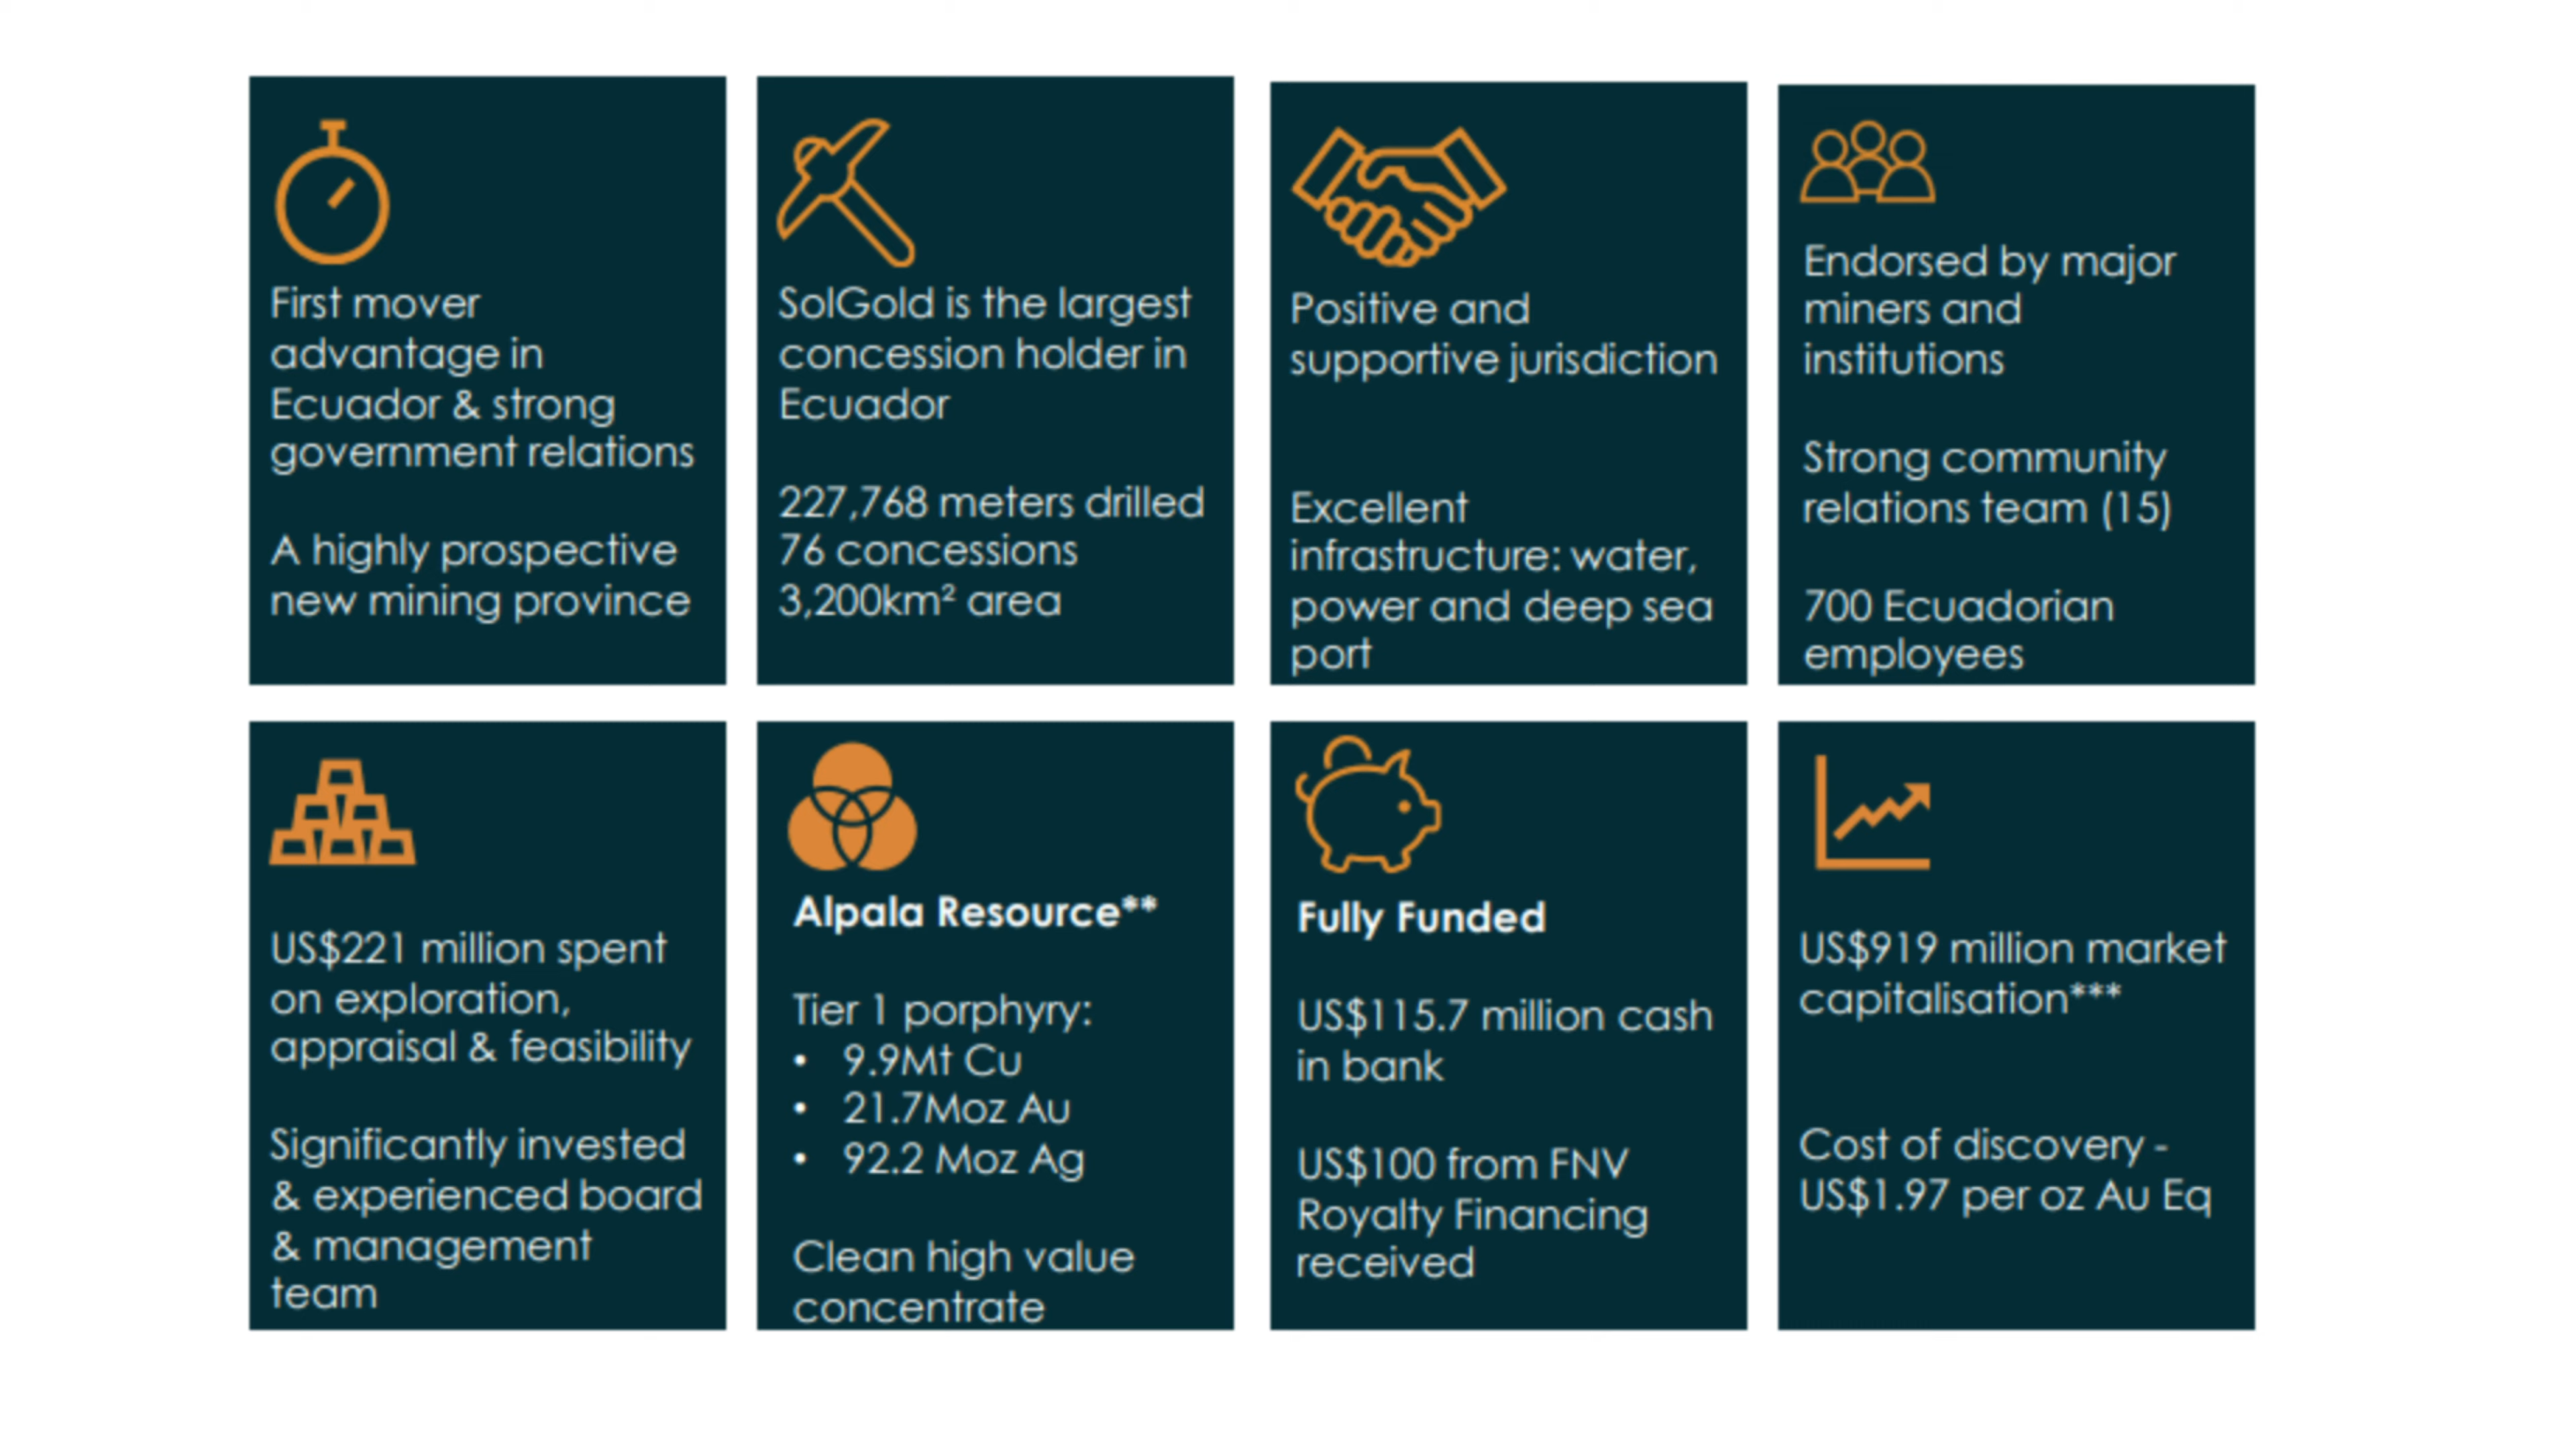 First mover
advantage in
Ecuador & strong
government relations
A highly prospective
new mining province
SolGold is the largest
concession holder in
Ecuador
227,768 meters drilled
76 concessions
3,200km² area
Positive and
supportive jurisdiction
Excellent
infrastructure: water,
power and deep sea
port
Endorsed by major
miners and
institutions
Strong community
relations team (15)
700 Ecuadorian
employees
US$221 million spent
on exploration,
appraisal & feasibility
Significantly invested
& experienced board
& management
team
Alpala Resource**
Tier 1 porphyry:
• 9.9Mt Cu
• 21.7Moz Au
• 92.2 Moz Ag
Clean high value
concentrate
Fully Funded
US$115.7 million cash
in bank
US$100 from FNV
Royalty Financing
received
US$919 million market
capitalisation***
Cost of discovery -
US$1.97 per oz Au Eq